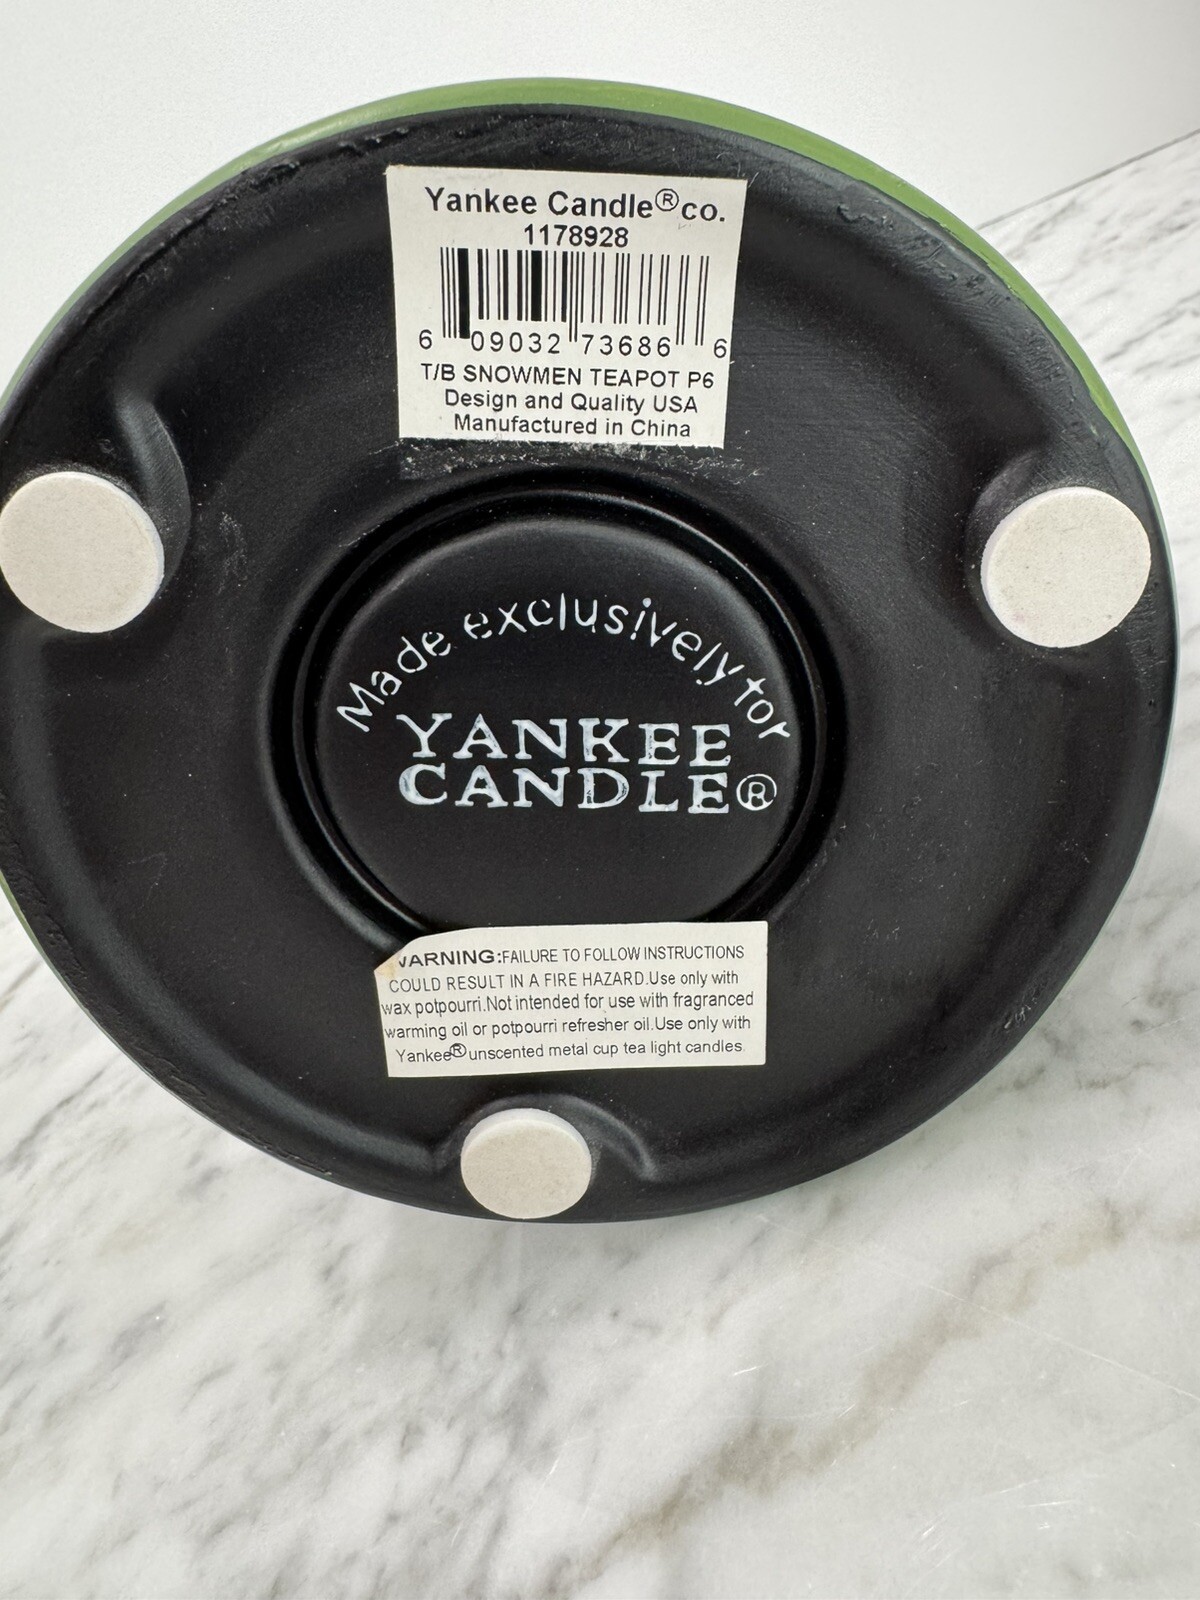 Yankee Candle® co.
1178928
6 09032 73686 6
T/B SNOWMEN TEAPOT P6
Design and Quality USA
Manufactured in China
Made exclusively for
YANKEE
CANDLE®
WARNING:FAILURE TO FOLLOW INSTRUCTIONS
COULD RESULT IN A FIRE HAZARD.Use only with
wax potpourri.Not intended for use with fragranced
warming oil or potpourri refresher oil.Use only with
Yankee® unscented metal cup tea light candles.